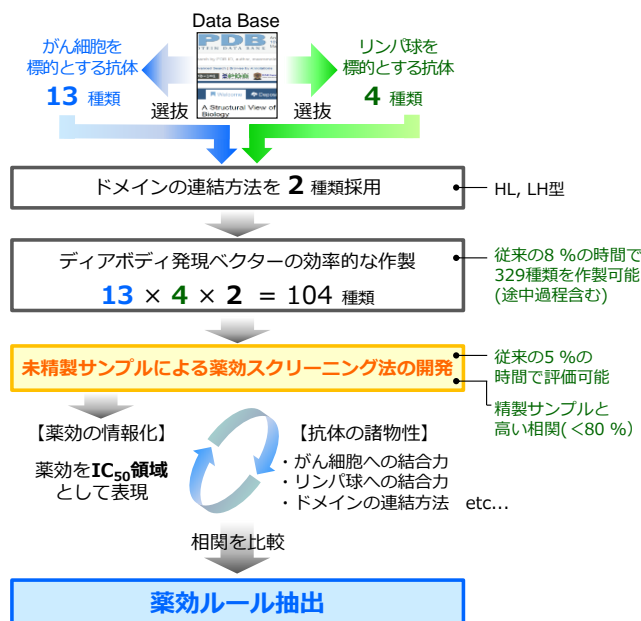 Data Base
がん細胞を
標的とする抗体
13 種類
PDB
TEIN DATA BANK
Welcome
Depos
A Structural View of
Biology
リンパ球を
標的とする抗体
4 種類
選抜
選抜
ドメインの連結方法を 2 種類採用
HL, LH型
ディアボディ発現ベクターの効率的な作製
13 × 4 × 2 = 104 種類
従来の8 %の時間で
329種類を作製可能
(途中過程含む)
未精製サンプルによる薬効スクリーニング法の開発
従来の5 %の
時間で評価可能
精製サンプルと
高い相関(<80 %)
【薬効の情報化】
薬効をIC50領域
として表現
【抗体の諸物性】
・がん細胞への結合力
・リンパ球への結合力
・ドメインの連結方法 etc...
相関を比較
薬効ルール抽出